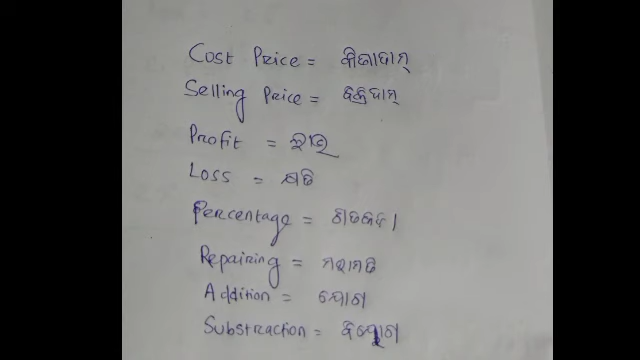 Cost Price = କିଣାଦାମ୍
Selling Price = ବିକ୍ରିଦାମ୍
Profit = ଲାଭ
Loss = କ୍ଷତି
Percentage = ଶତକଡ଼ା
Repairing = ମରାମତି
Addition = ଯୋଗ
Substraction = ବିଯୋଗ